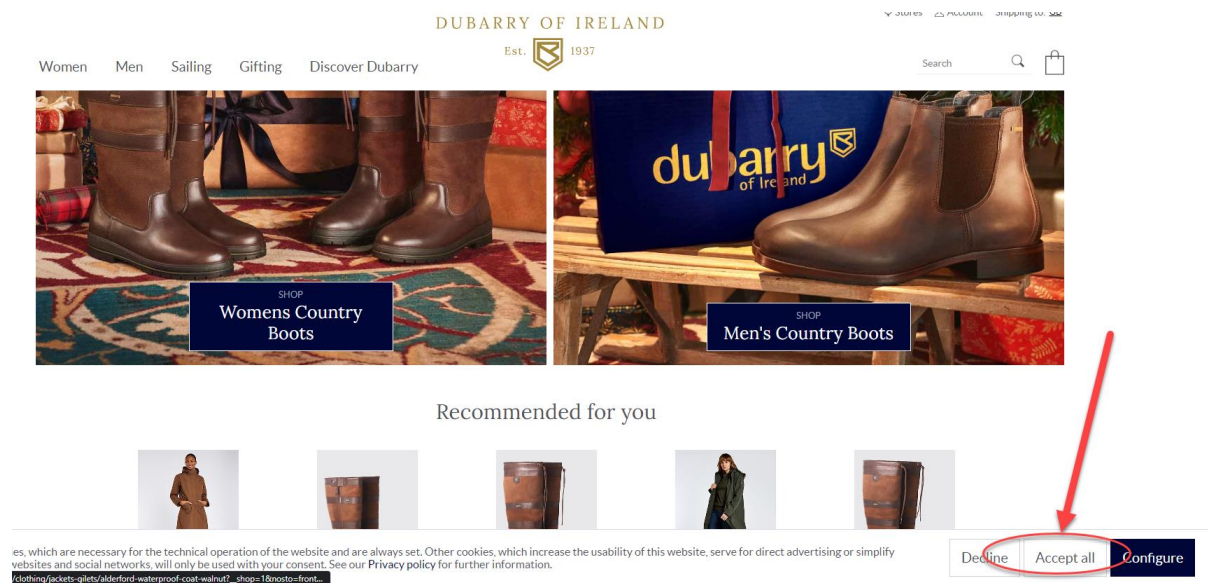 DUBARRY OF IRELAND
Stores Account Shipping to: GB
Est. 1937
Women Men Sailing Gifting Discover Dubarry
Search
dubarry
of Ireland
SHOP
Womens Country
Boots
SHOP
Men's Country Boots
Recommended for you
es, which are necessary for the technical operation of the website and are always set. Other cookies, which increase the usability of this website, serve for direct advertising or simplify
websites and social networks, will only be used with your consent. See our Privacy policy for further information.
Decline Accept all Configure
/clothing/jackets-gilets/alderford-waterproof-coat-walnut?_shop=1&nosto=front...